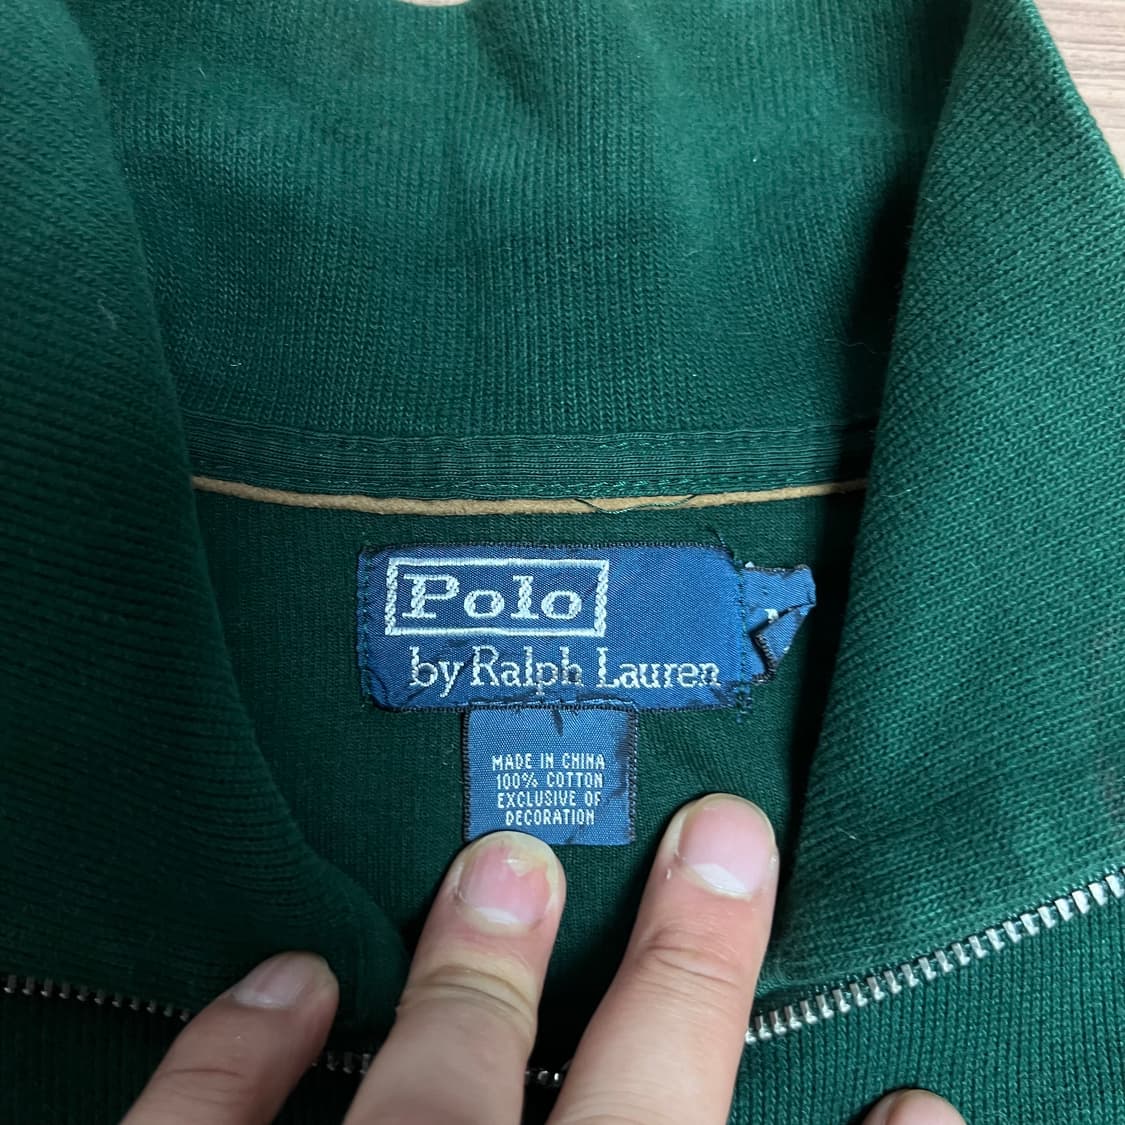 Polo
by Ralph Lauren
MADE IN CHINA
100% COTTON
EXCLUSIVE OF
DECORATION